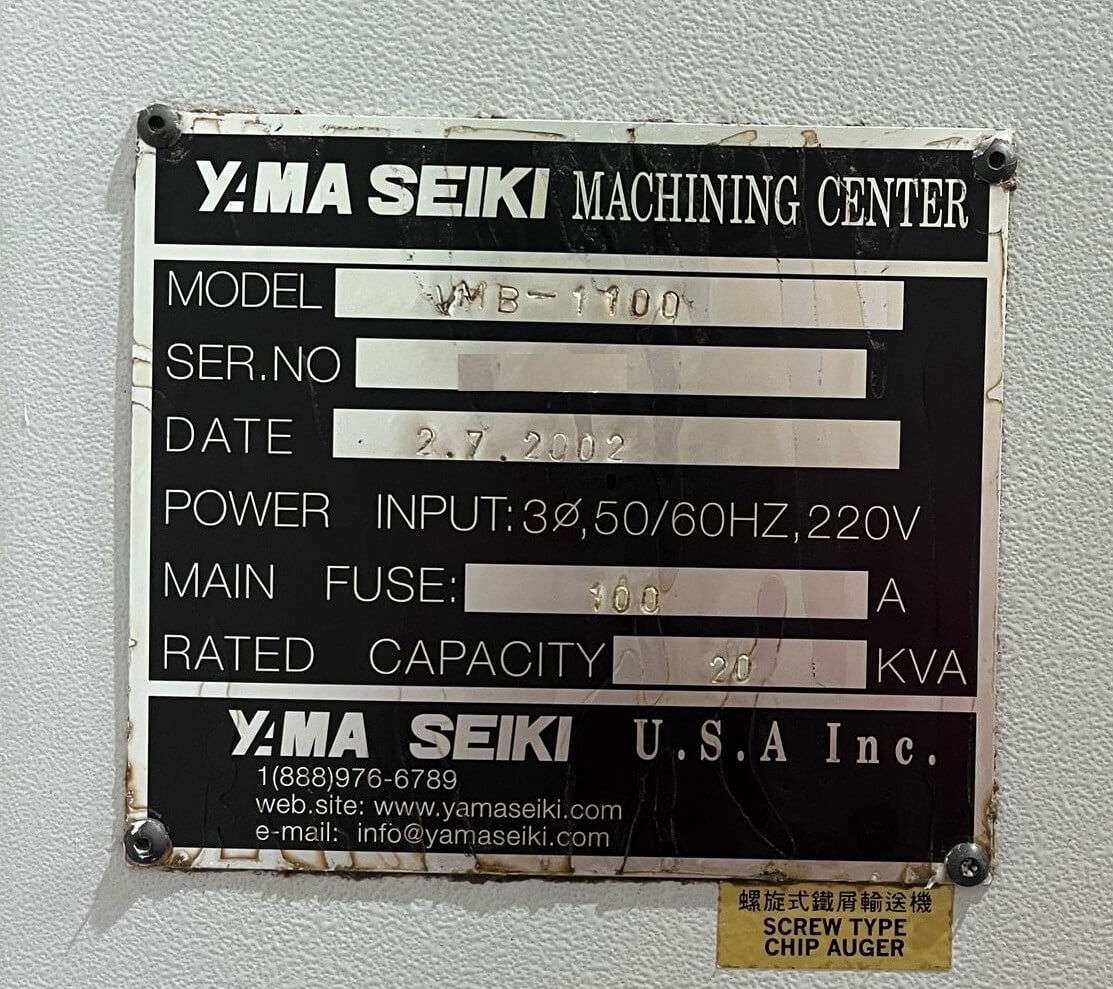 YAMA SEIKI MACHINING CENTER
MODEL VMB-1100
SER.NO
DATE 2.7.2002
POWER INPUT: 3Ø,50/60HZ,220V
MAIN FUSE: 100 A
RATED CAPACITY 20 KVA
YAMA SEIKI U.S.A Inc.
1(888)976-6789
web.site: www.yamaseiki.com
e-mail: info@yamaseiki.com
螺旋式鐵屑輸送機
SCREW TYPE
CHIP AUGER